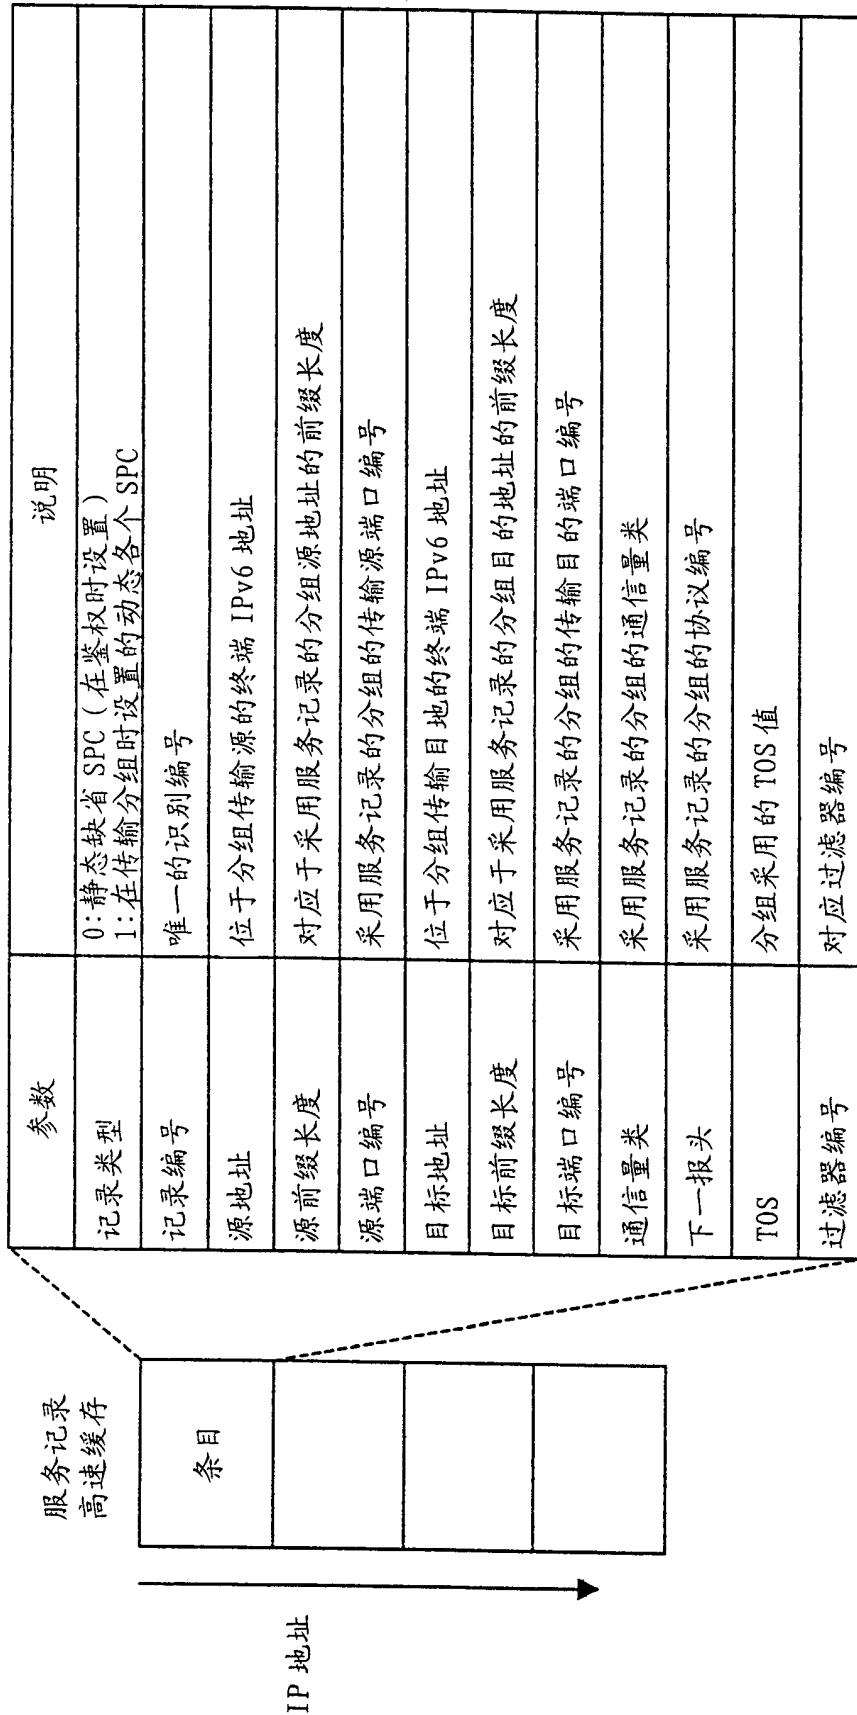 服务记录
高速缓存
条目
IP 地址
参数
说明
记录类型
0:静态缺省 SPC(在鉴权时设置)
1:在传输分组时设置的动态各个 SPC
记录编号
唯一的识别编号
源地址
位于分组传输源的终端 IPv6 地址
源前缀长度
对应于采用服务记录的分组源地址的前缀长度
源端口编号
采用服务记录的分组的传输源端口编号
目标地址
位于分组传输目地的终端 IPv6 地址
目标前缀长度
对应于采用服务记录的分组目的地址的前缀长度
目标端口编号
采用服务记录的分组的传输目的端口编号
通信量类
采用服务记录的分组的通信量类
下一报头
采用服务记录的分组的协议编号
TOS
分组采用的 TOS 值
过滤器编号
对应过滤器编号